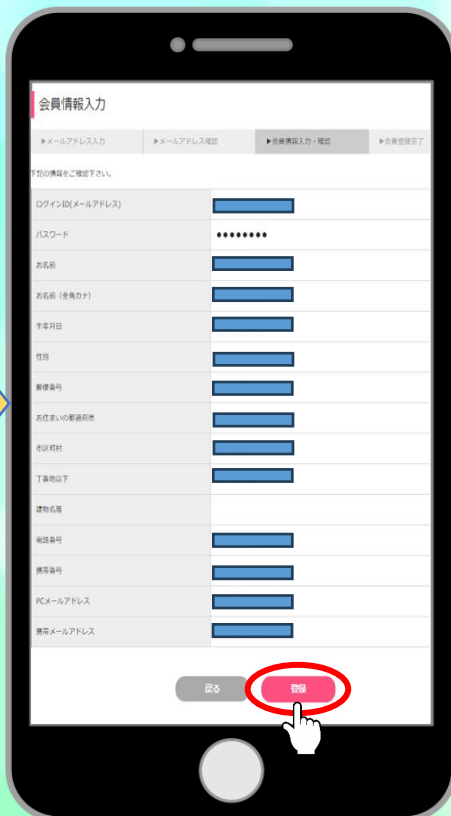 会員情報入力
▶メールアドレス入力
▶メールアドレス確認
▶会員情報入力・確認
▶会員登録完了
下記の情報をご確認下さい。
ログインID(メールアドレス)
パスワード
●●●●●●●●
お名前
お名前（全角カナ）
生年月日
性別
郵便番号
お住まいの都道府県
市区町村
丁番地以下
建物名等
電話番号
携帯番号
PCメールアドレス
携帯メールアドレス
戻る
登録